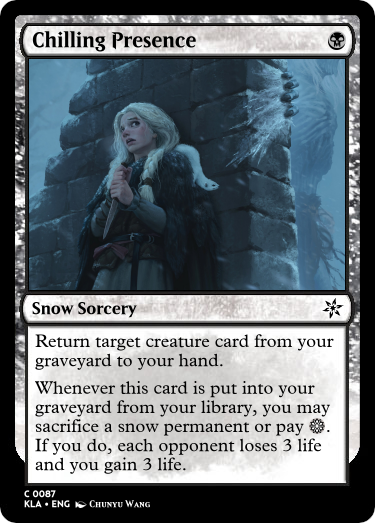 Chilling Presence
Snow Sorcery
Return target creature card from your
graveyard to your hand.
Whenever this card is put into your
graveyard from your library, you may
sacrifice a snow permanent or pay .
If you do, each opponent loses 3 life
and you gain 3 life.
C 0087
KLA • ENG Chunyu Wang